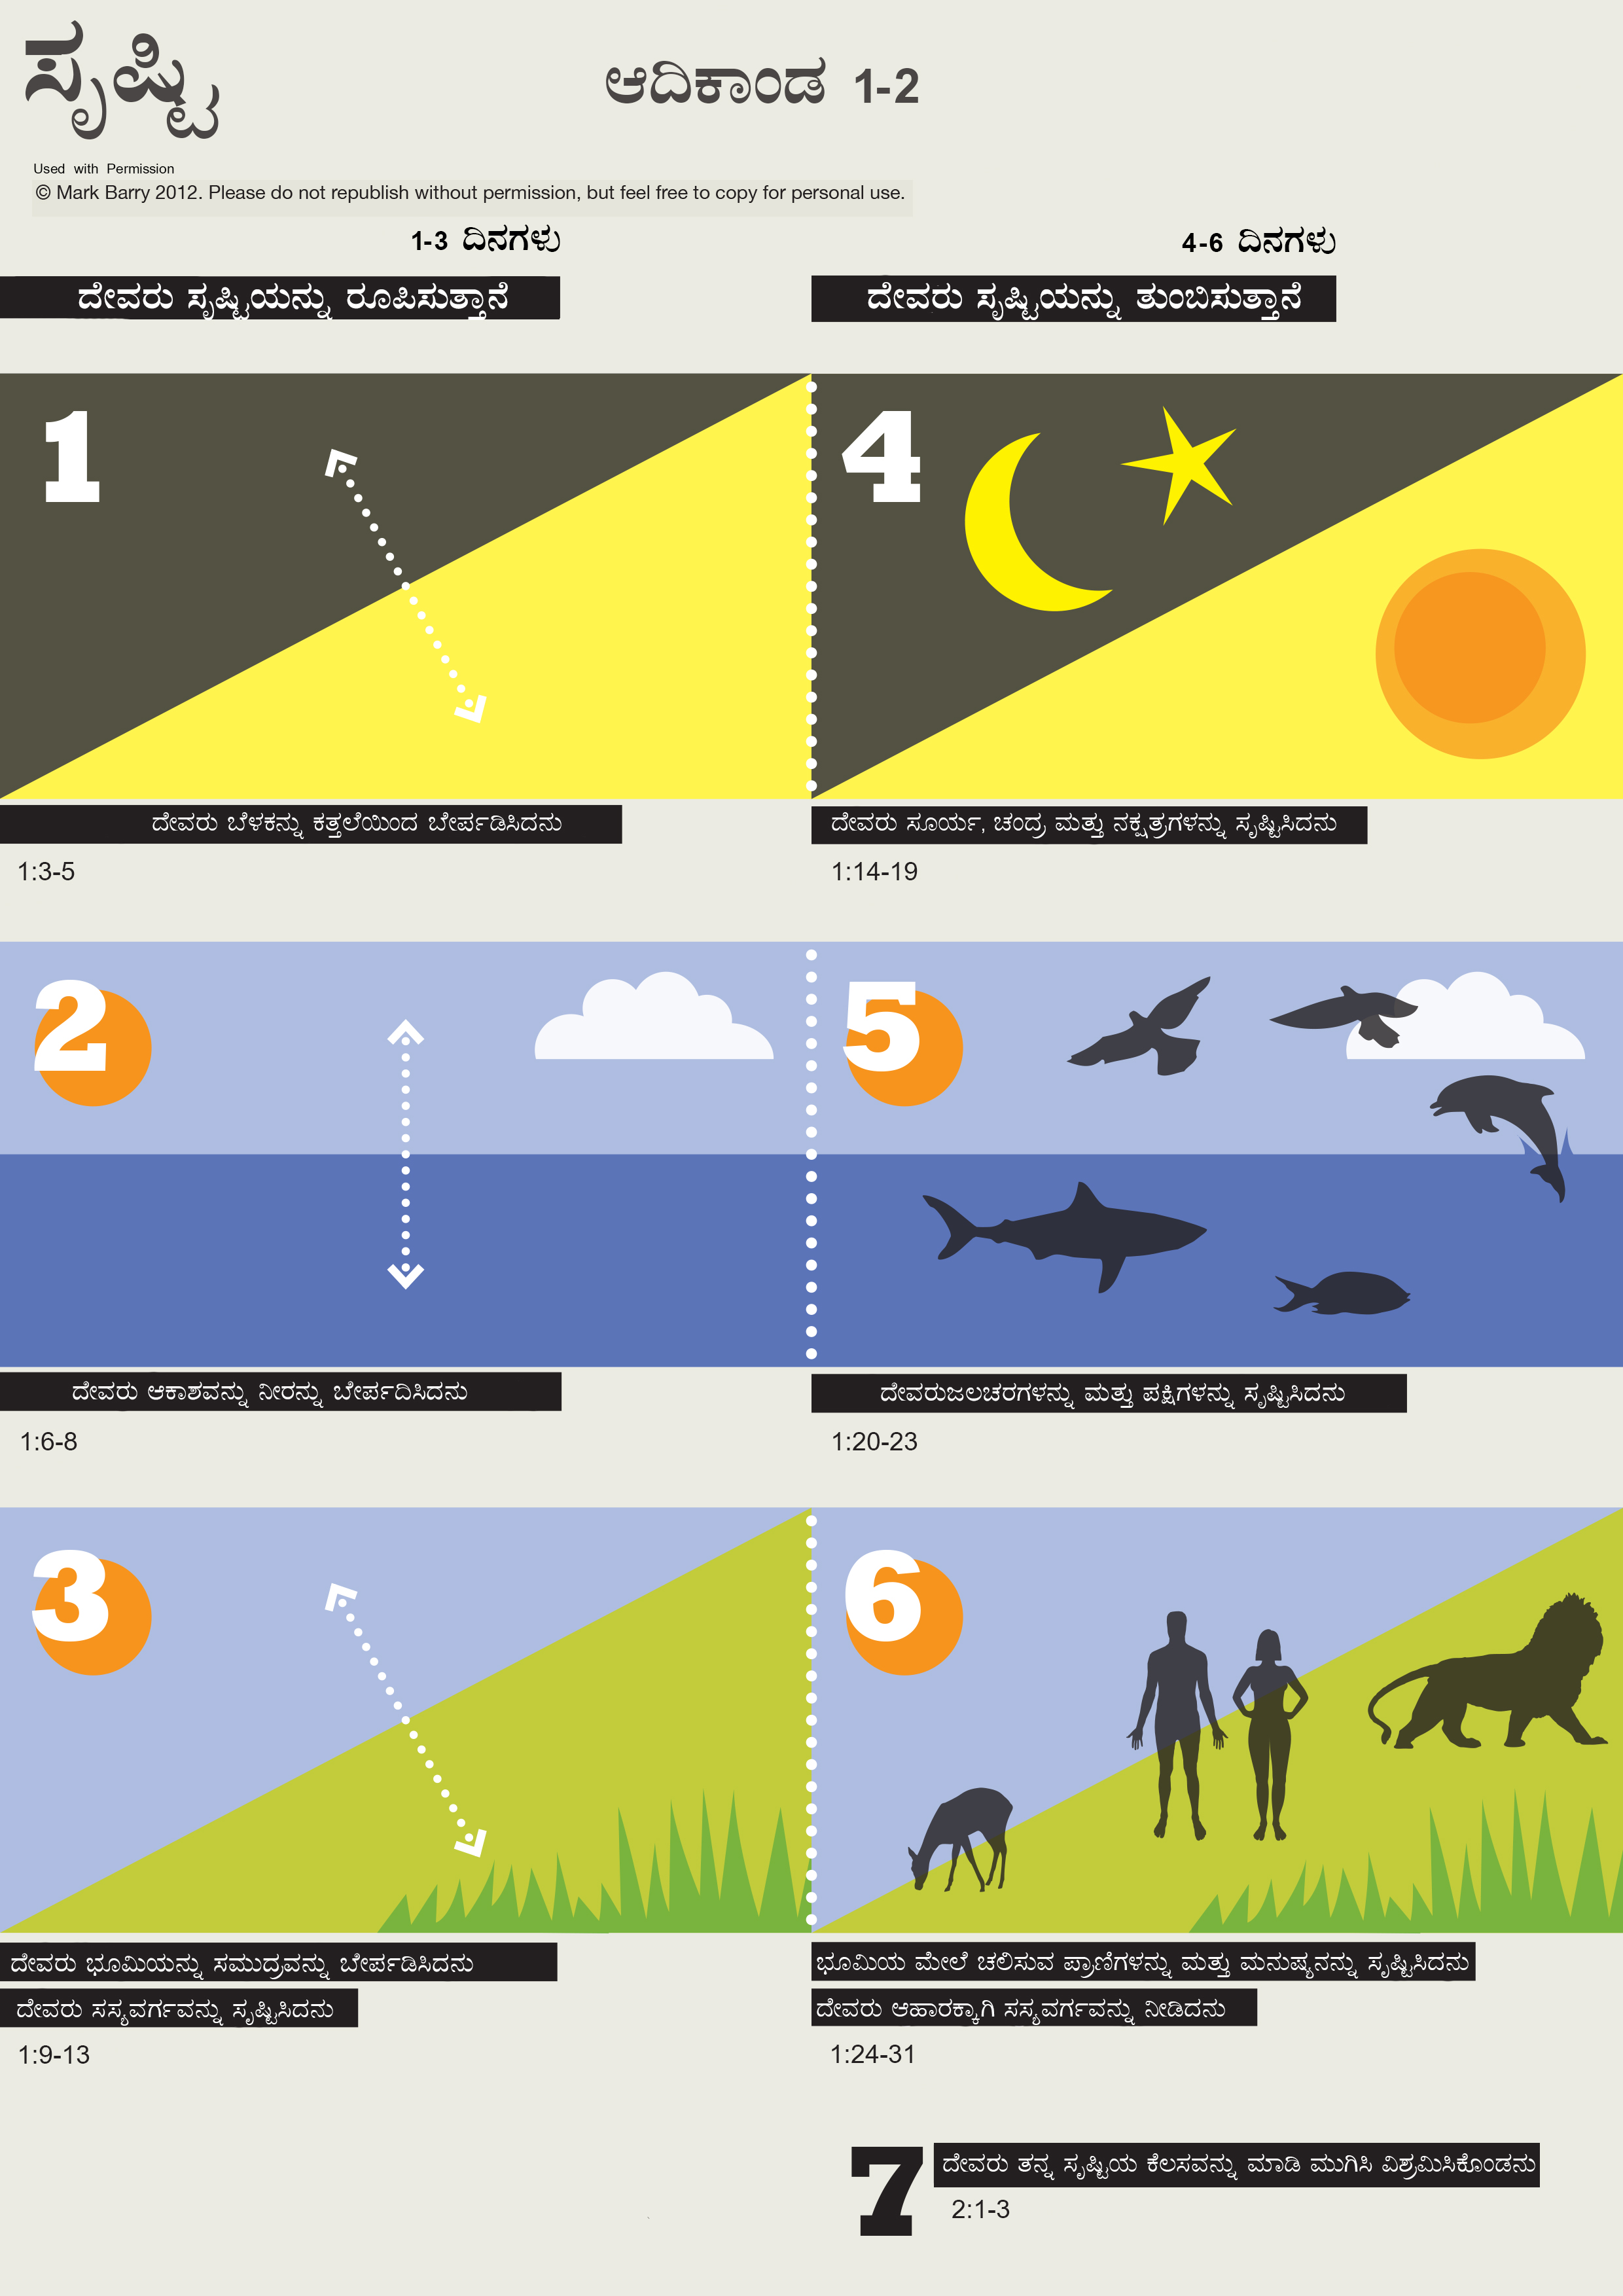 ಸೃಷ್ಟಿ
ಆದಿಕಾಂಡ 1-2
Used with Permission
© Mark Barry 2012. Please do not republish without permission, but feel free to copy for personal use.
1-3 ದಿನಗಳು
4-6 ದಿನಗಳು
ದೇವರು ಸೃಷ್ಟಿಯನ್ನು ರೂಪಿಸುತ್ತಾನೆ
ದೇವರು ಸೃಷ್ಟಿಯನ್ನು ತುಂಬಿಸುತ್ತಾನೆ
1
4
ದೇವರು ಬೆಳಕನ್ನು ಕತ್ತಲೆಯಿಂದ ಬೇರ್ಪಡಿಸಿದನು
1:3-5
ದೇವರು ಸೂರ್ಯ, ಚಂದ್ರ ಮತ್ತು ನಕ್ಷತ್ರಗಳನ್ನು ಸೃಷ್ಟಿಸಿದನು
1:14-19
2
5
ದೇವರು ಆಕಾಶವನ್ನು ನೀರನ್ನು ಬೇರ್ಪದಿಸಿದನು
1:6-8
ದೇವರುಜಲಚರಗಳನ್ನು ಮತ್ತು ಪಕ್ಷಿಗಳನ್ನು ಸೃಷ್ಟಿಸಿದನು
1:20-23
3
6
ದೇವರು ಭೂಮಿಯನ್ನು ಸಮುದ್ರವನ್ನು ಬೇರ್ಪಡಿಸಿದನು
ದೇವರು ಸಸ್ಯವರ್ಗವನ್ನು ಸೃಷ್ಟಿಸಿದನು
1:9-13
ಭೂಮಿಯ ಮೇಲೆ ಚಲಿಸುವ ಪ್ರಾಣಿಗಳನ್ನು ಮತ್ತು ಮನುಷ್ಯನನ್ನು ಸೃಷ್ಟಿಸಿದನು
ದೇವರು ಆಹಾರಕ್ಕಾಗಿ ಸಸ್ಯವರ್ಗವನ್ನು ನೀಡಿದನು
1:24-31
7
ದೇವರು ತನ್ನ ಸೃಷ್ಟಿಯ ಕೆಲಸವನ್ನು ಮಾಡಿ ಮುಗಿಸಿ ವಿಶ್ರಮಿಸಿಕೊಂಡನು
2:1-3